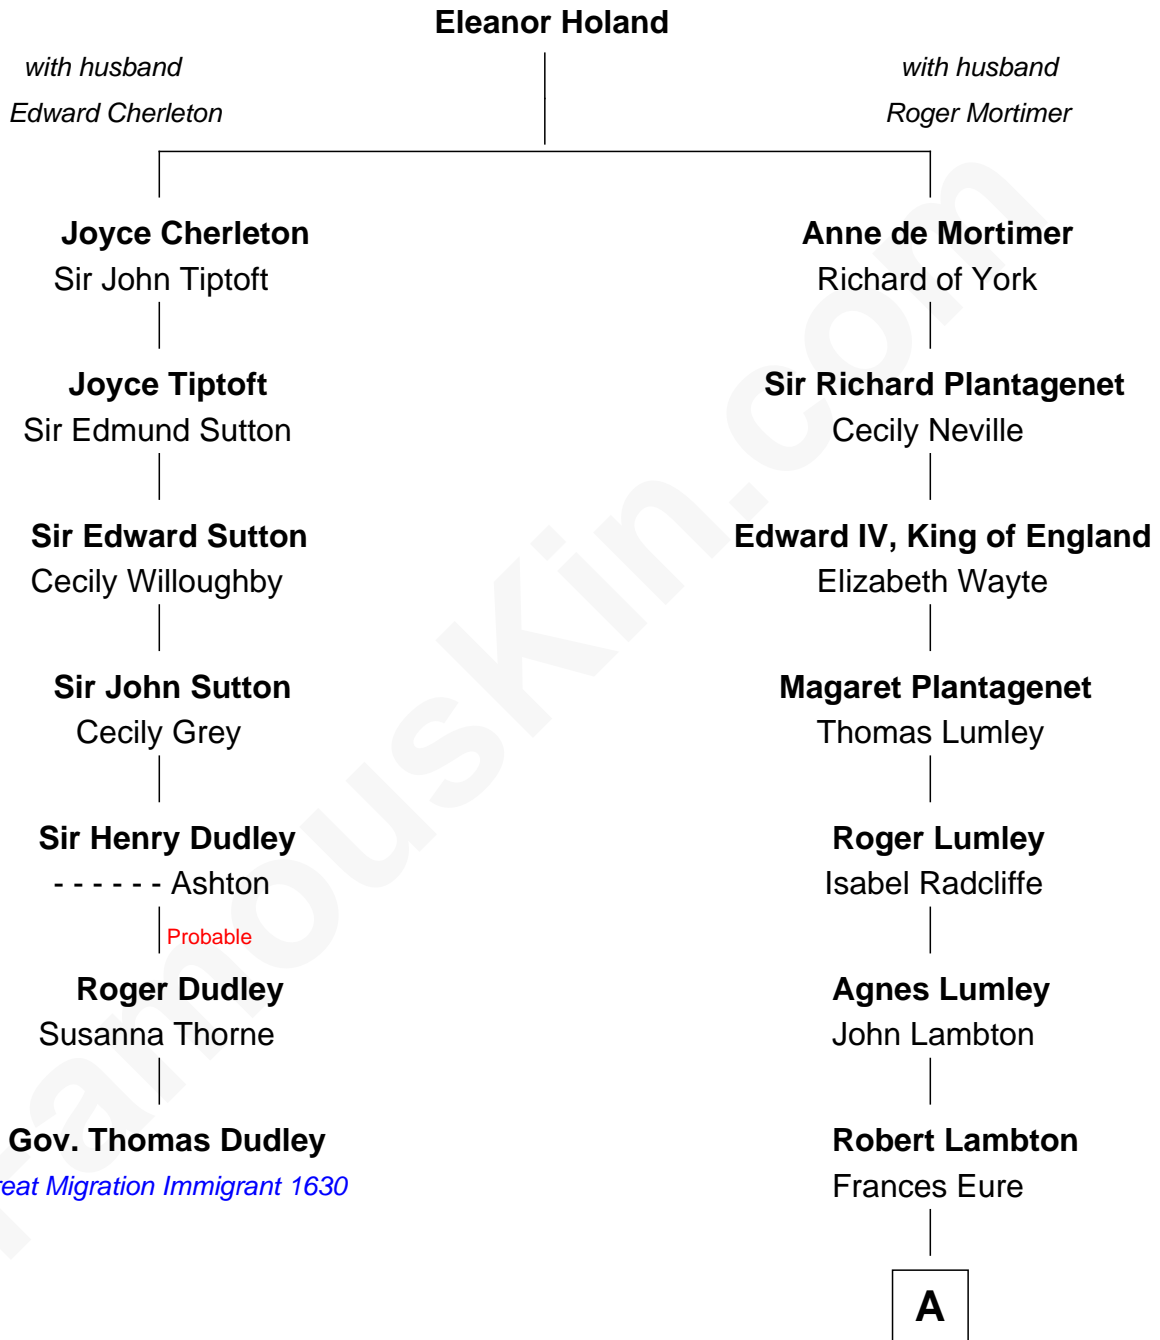 Eleanor Holand
with husband
Edward Cherleton
with husband
Roger Mortimer
Joyce Cherleton
Sir John Tiptoft
Anne de Mortimer
Richard of York
Joyce Tiptoft
Sir Edmund Sutton
Sir Richard Plantagenet
Cecily Neville
Sir Edward Sutton
Cecily Willoughby
Edward IV, King of England
Elizabeth Wayte
Sir John Sutton
Cecily Grey
Magaret Plantagenet
Thomas Lumley
Sir Henry Dudley
- - - - - - Ashton
Probable
Roger Lumley
Isabel Radcliffe
Roger Dudley
Susanna Thorne
Agnes Lumley
John Lambton
Gov. Thomas Dudley
reat Migration Immigrant 1630
Robert Lambton
Frances Eure
A
FamousKin.com